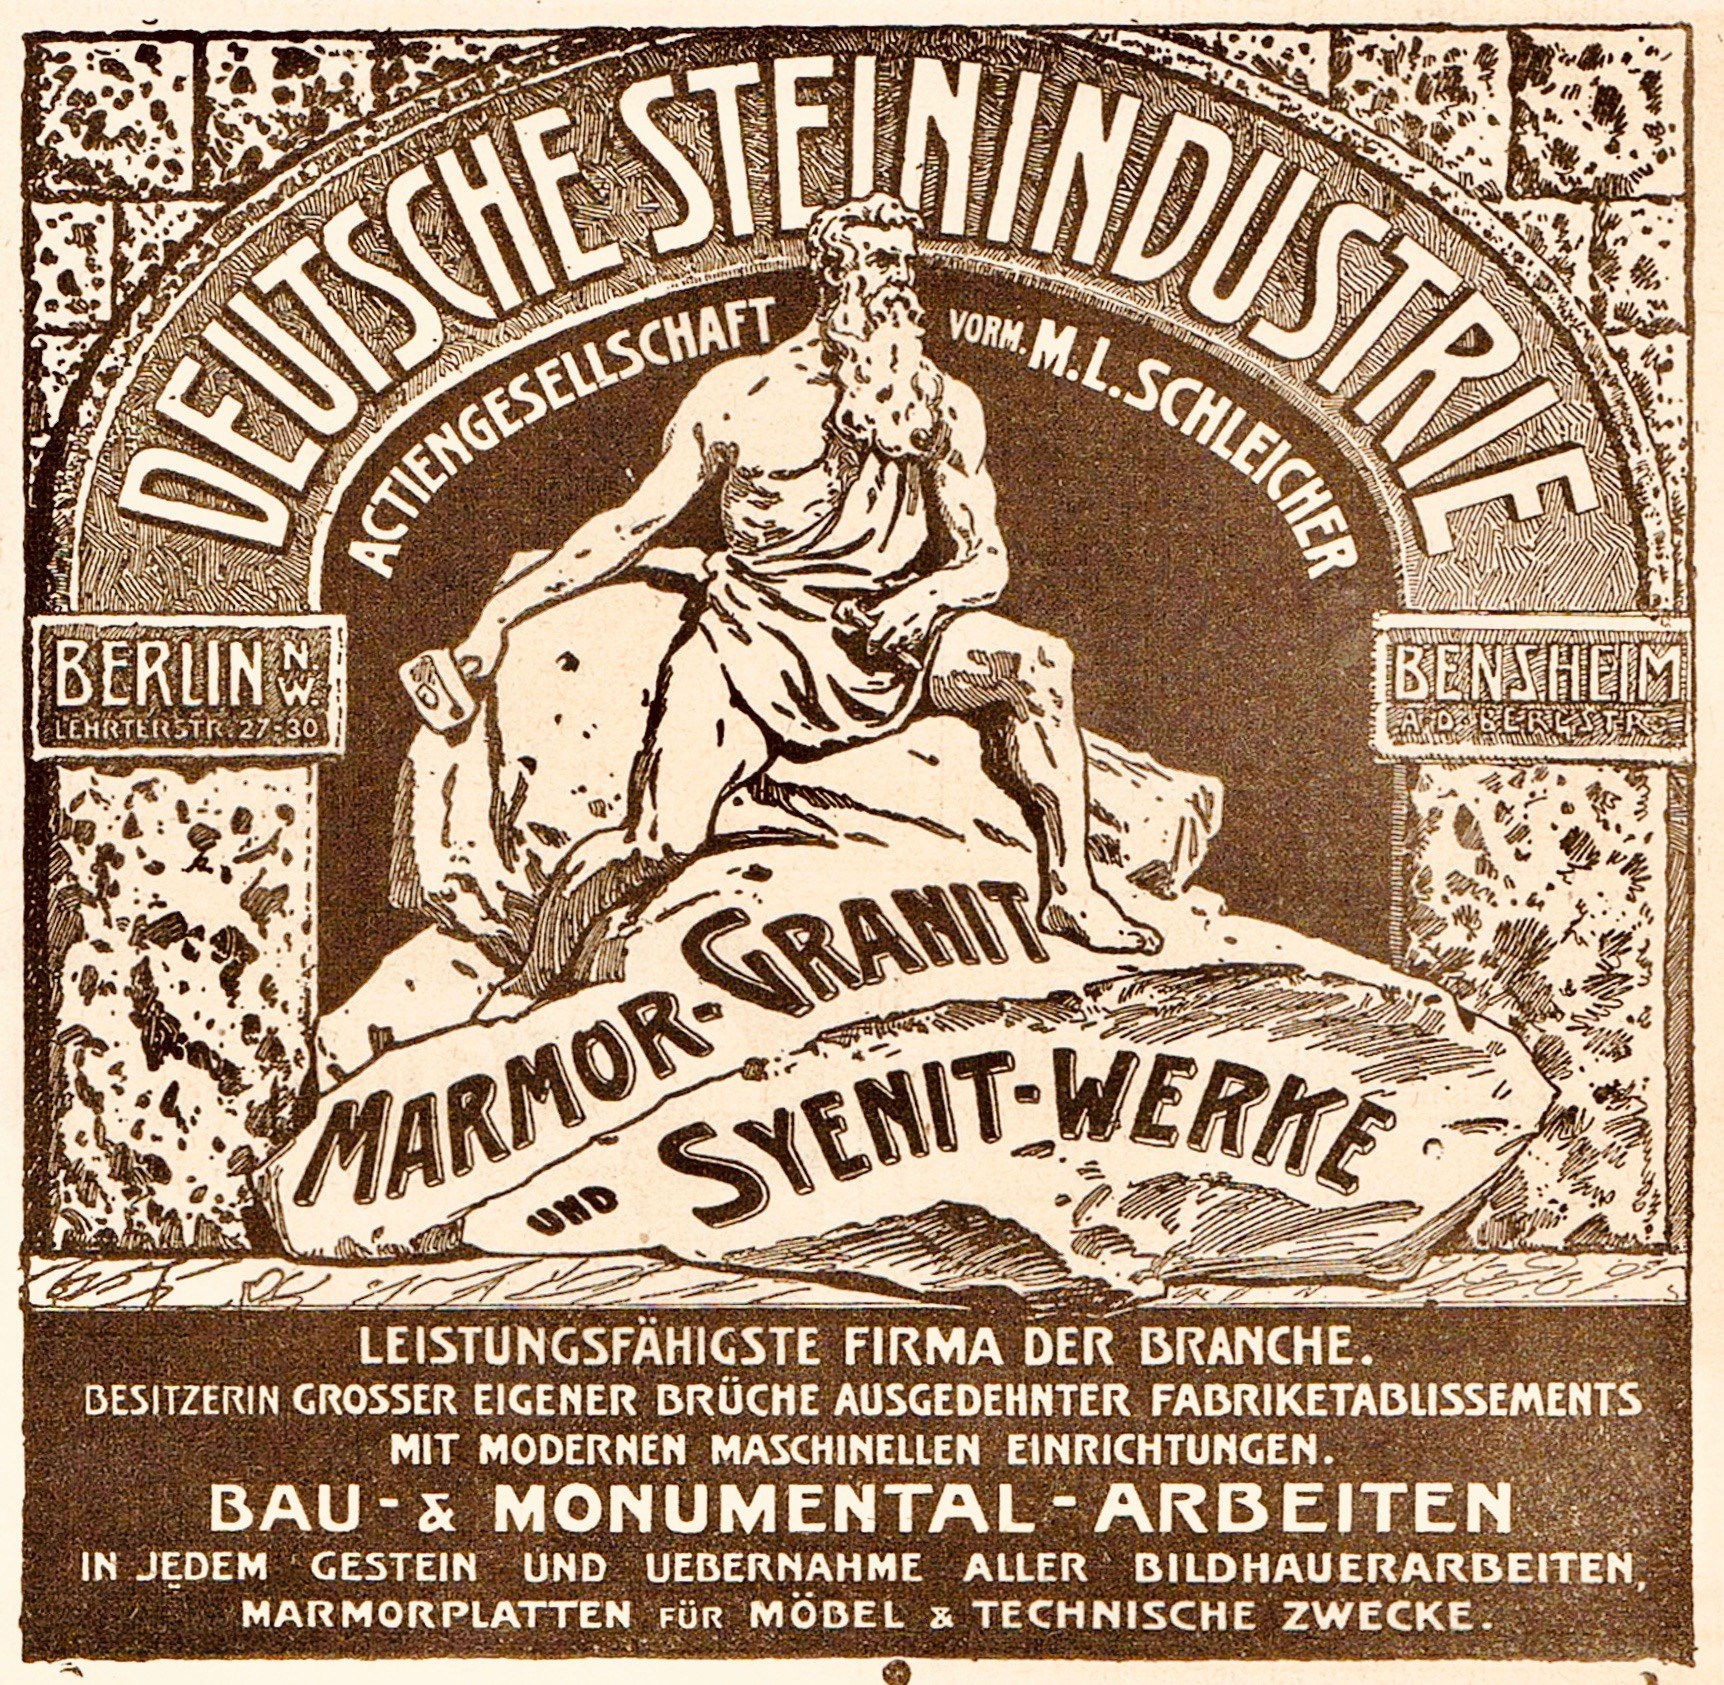 DEUTSCHE STEININDUSTRIE
ACTIENGESELLSCHAFT VORM. M. L. SCHLEICHER
BERLIN N. W.
LEHRTERSTR. 27-30
BENSHEIM
A. D. BERGSTR.
MARMOR-GRANIT
UND SYENIT-WERKE
LEISTUNGSFÄHIGSTE FIRMA DER BRANCHE.
BESITZERIN GROSSER EIGENER BRÜCHE AUSGEDEHNTER FABRIKETABLISSEMENTS
MIT MODERNEN MASCHINELLEN EINRICHTUNGEN.
BAU- & MONUMENTAL-ARBEITEN
IN JEDEM GESTEIN UND UEBERNAHME ALLER BILDHAUERARBEITEN,
MARMORPLATTEN FÜR MÖBEL & TECHNISCHE ZWECKE.